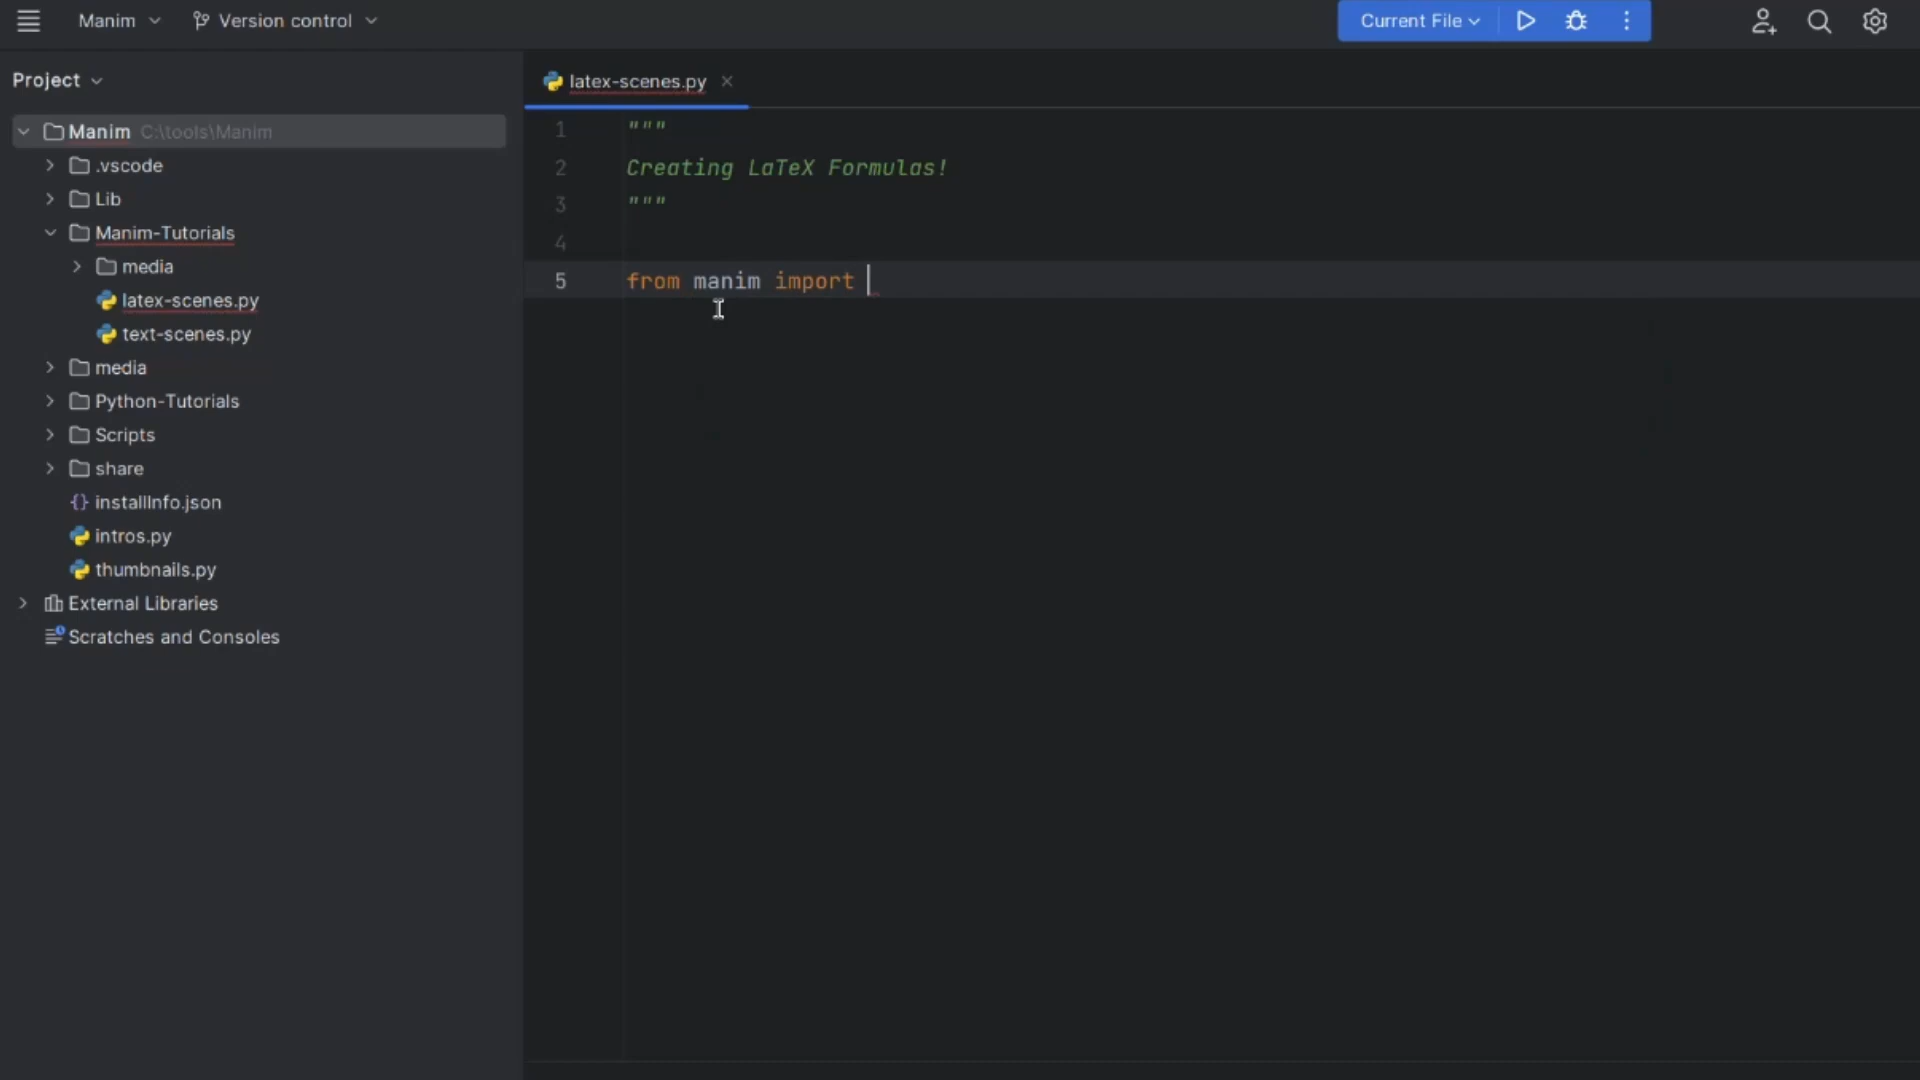 Manim
Version control
Current File
Project
latex-scenes.py
Manim C:\tools\Manim
.vscode
Lib
Manim-Tutorials
media
latex-scenes.py
text-scenes.py
media
Python-Tutorials
Scripts
share
{} installInfo.json
intros.py
thumbnails.py
External Libraries
Scratches and Consoles
1 """
2 Creating LaTeX Formulas!
3 """
4
5 from manim import